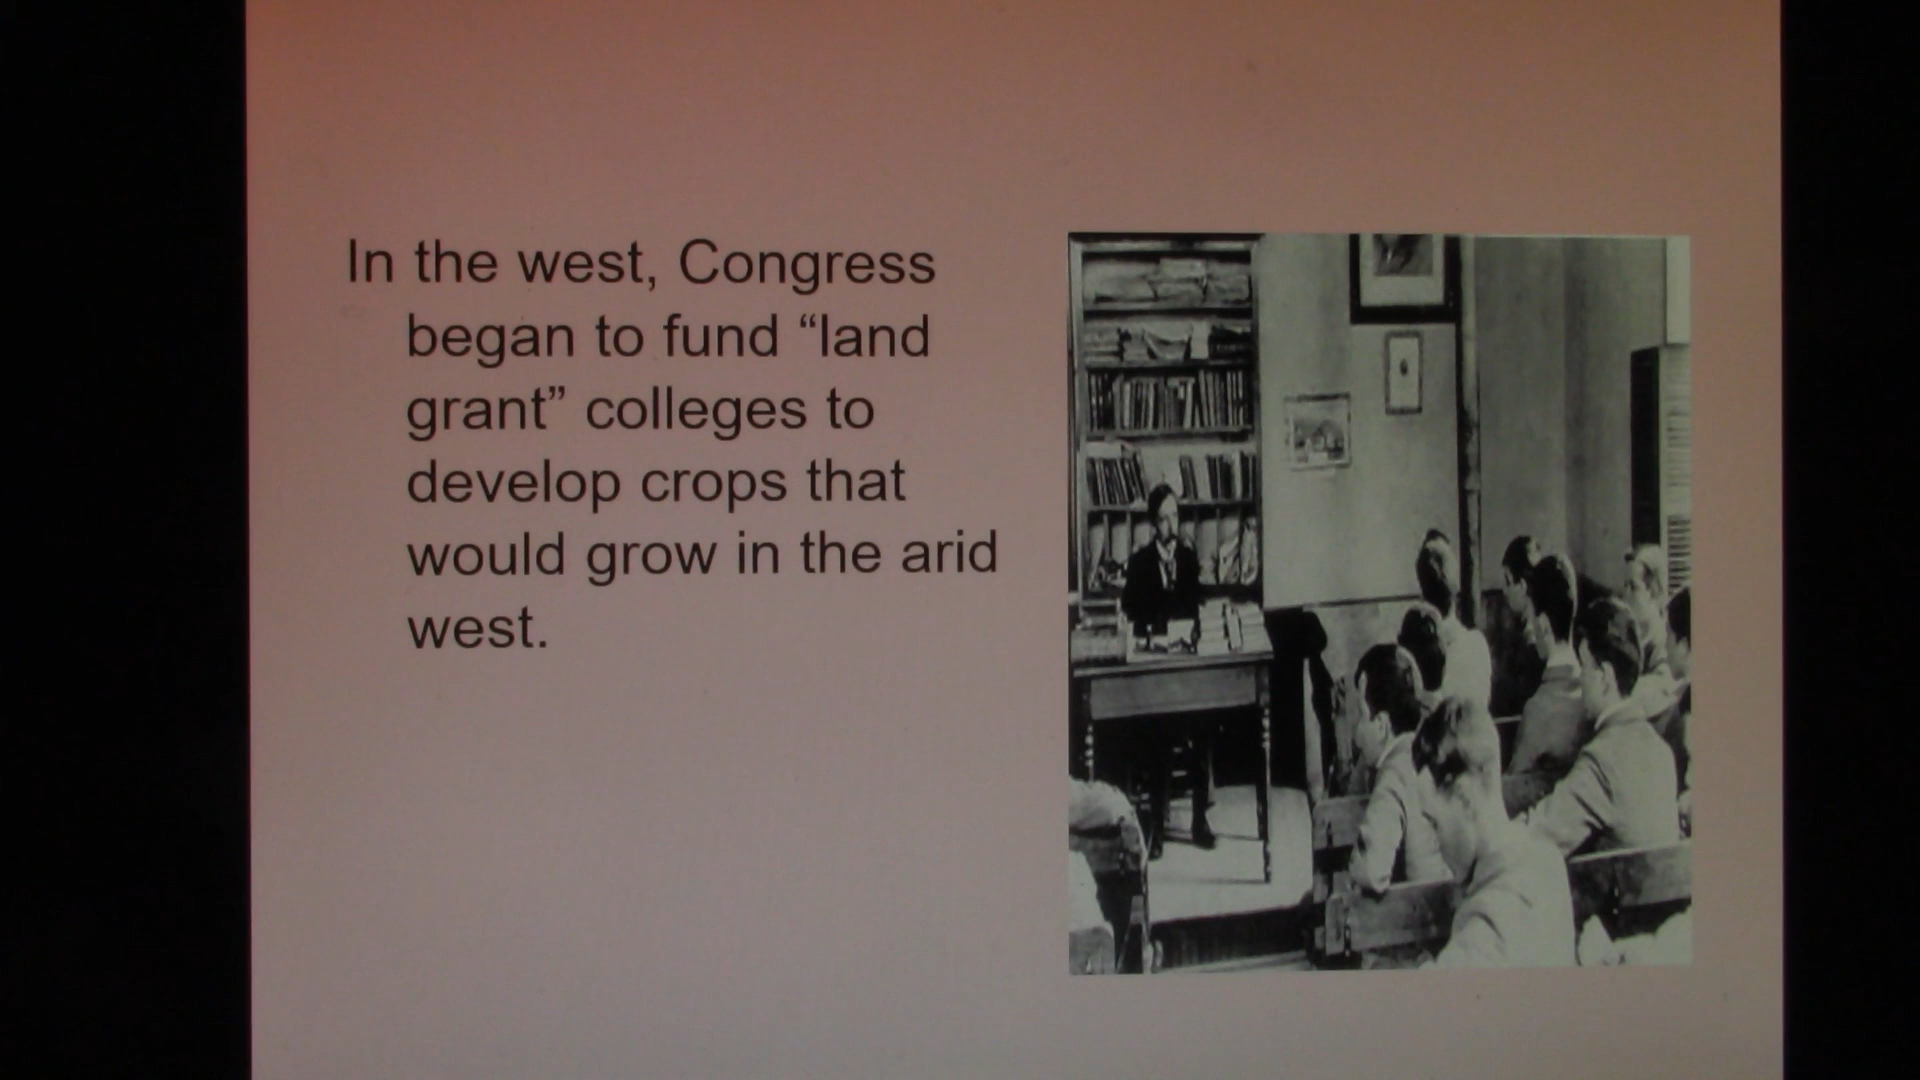 In the west, Congress
began to fund “land
grant” colleges to
develop crops that
would grow in the arid
west.